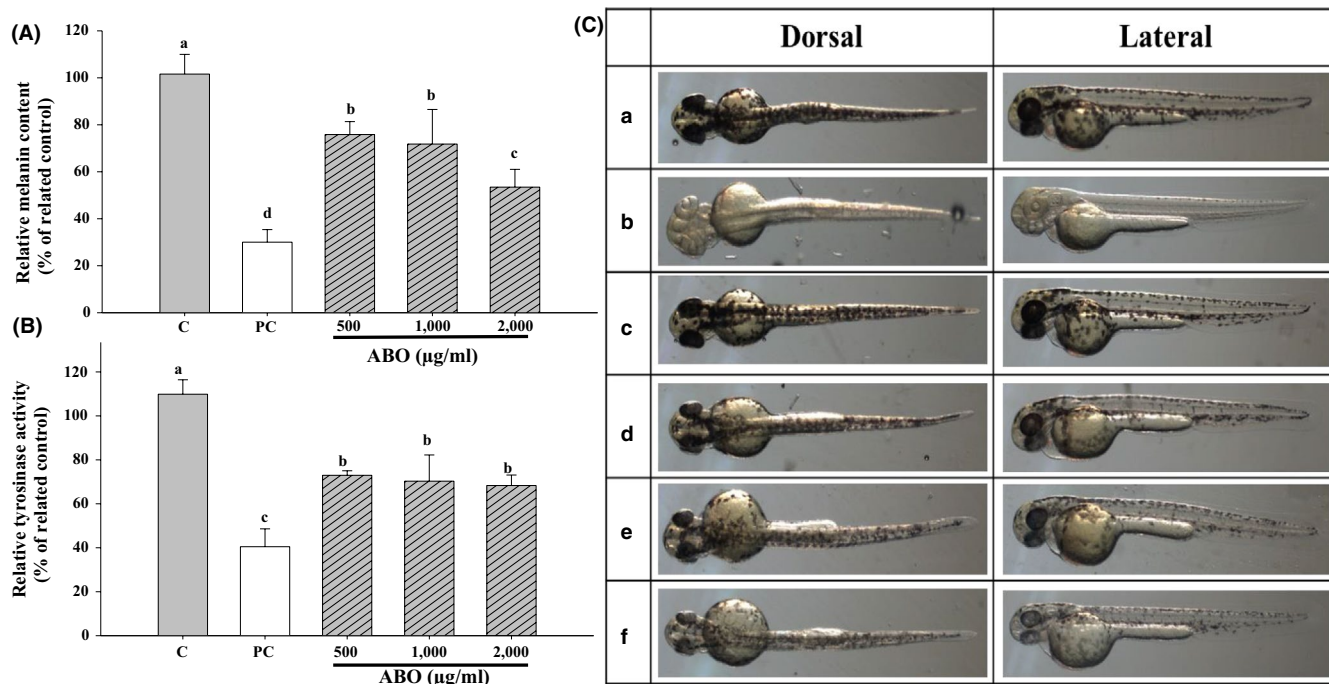 (A)
Relative melanin content
(% of related control)
120
100
80
60
40
20
0
a
d
b
b
c
C PC 500 1,000 2,000
ABO (µg/ml)
(B)
Relative tyrosinase activity
(% of related control)
120
100
80
60
40
20
0
a
c
b
b
b
C PC 500 1,000 2,000
ABO (µg/ml)
(C)
Dorsal Lateral
a
b
c
d
e
f